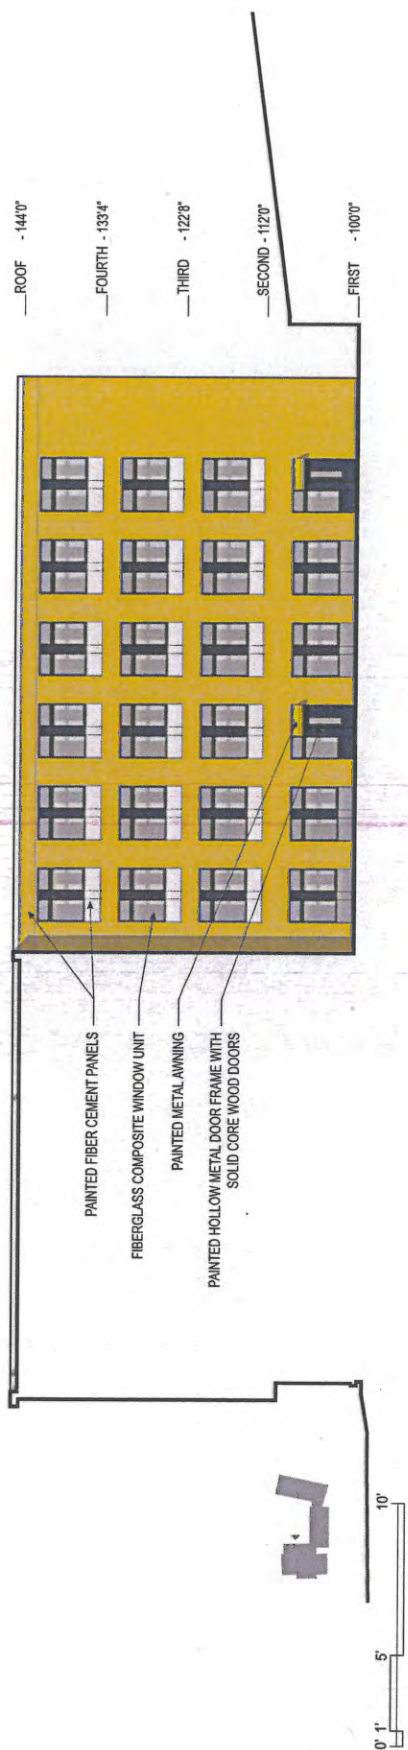 ROOF - 144'0"
FOURTH - 133'4"
THIRD - 122'8"
SECOND - 112'0"
FIRST - 100'0"
PAINTED FIBER CEMENT PANELS
FIBERGLASS COMPOSITE WINDOW UNIT
PAINTED METAL AWNING
PAINTED HOLLOW METAL DOOR FRAME WITH
SOLID CORE WOOD DOORS
0' 1' 5' 10'